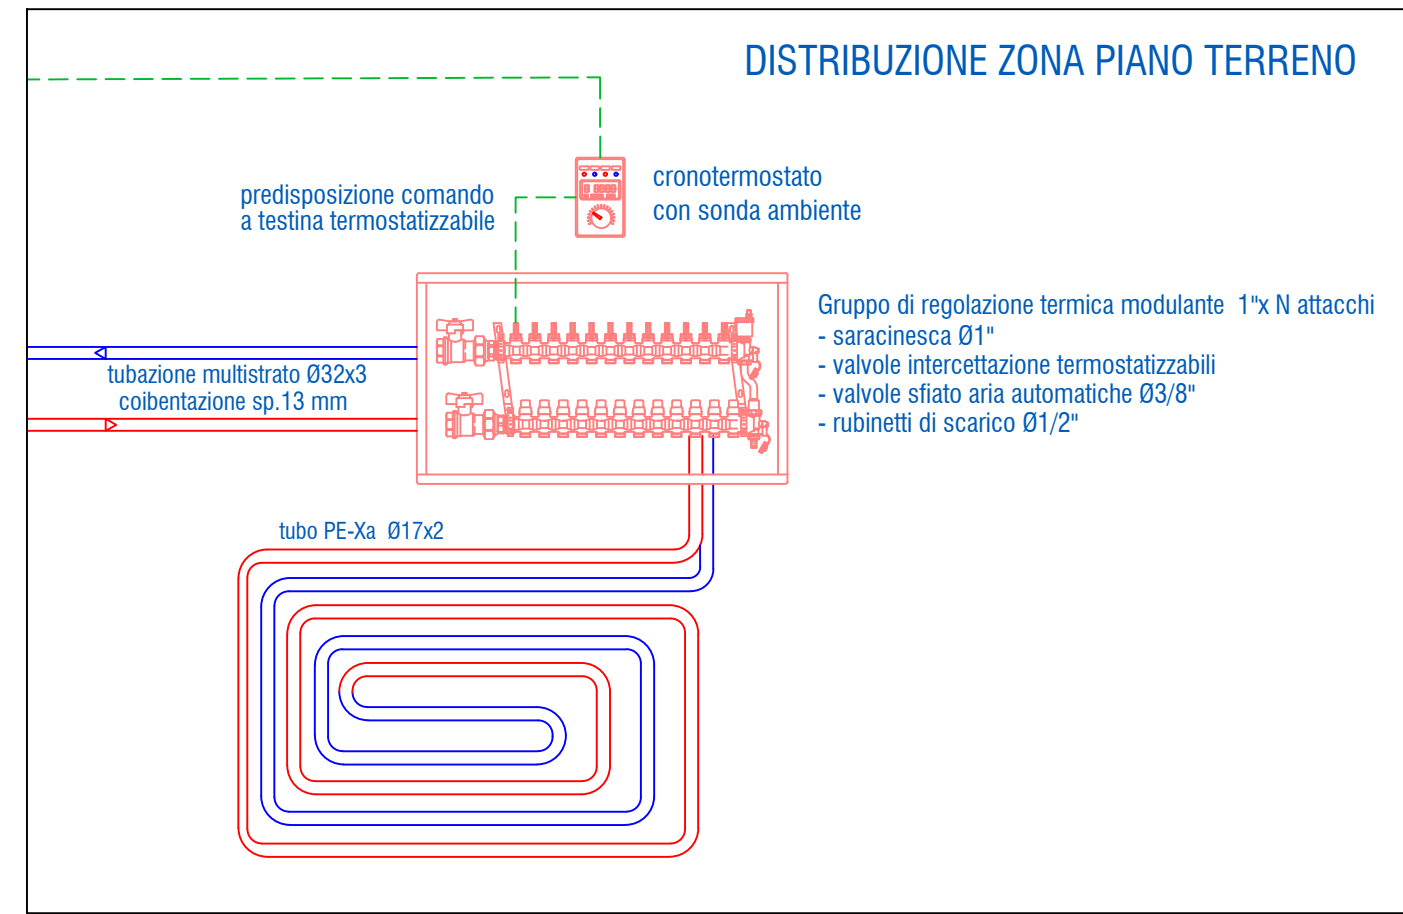 DISTRIBUZIONE ZONA PIANO TERRENO
predisposizione comando
a testina termostatizzabile
cronotermostato
con sonda ambiente
Gruppo di regolazione termica modulante 1"x N attacchi
- saracinesca Ø1"
- valvole intercettazione termostatizzabili
- valvole sfiato aria automatiche Ø3/8"
- rubinetti di scarico Ø1/2"
tubazione multistrato Ø32x3
coibentazione sp.13 mm
tubo PE-Xa Ø17x2